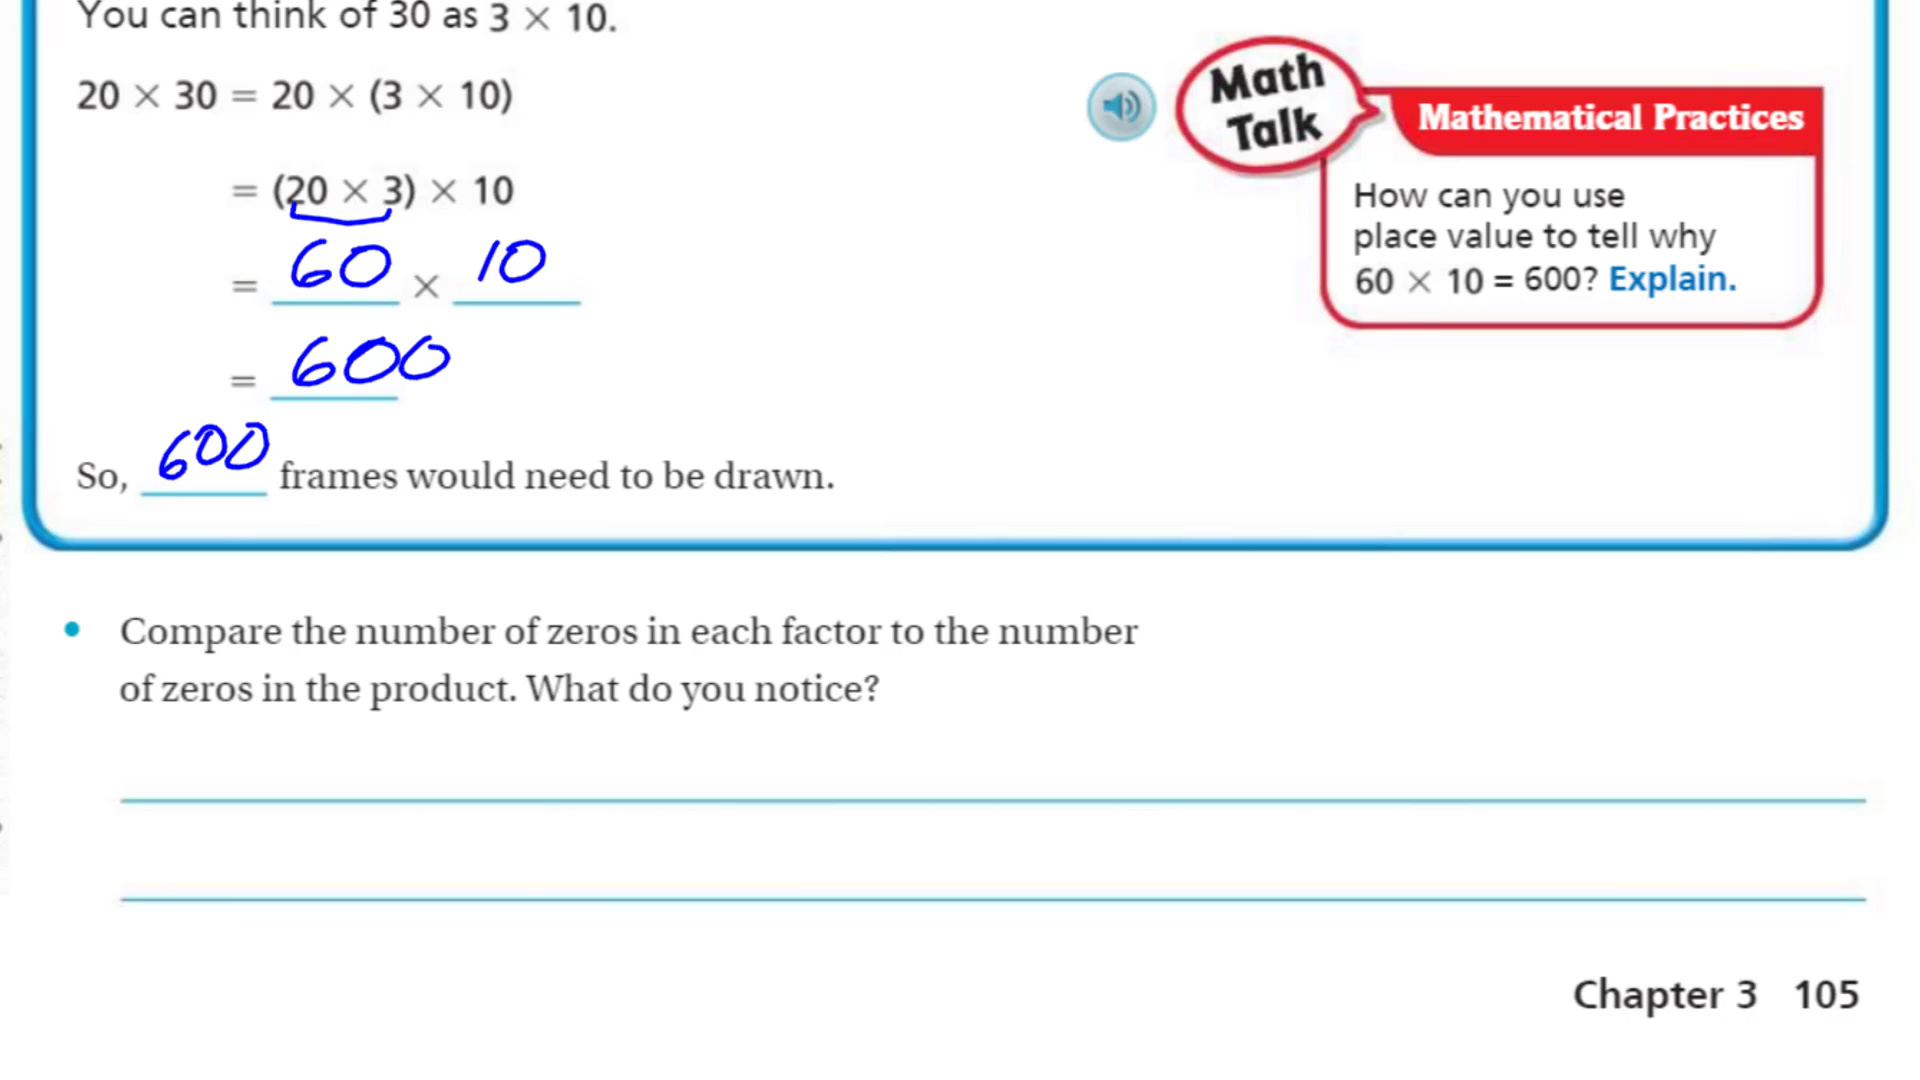 You can think of 30 as 3 × 10.
20 × 30 = 20 × (3 × 10)
= (20 × 3) × 10
= 60 × 10
= 600
So, 600 frames would need to be drawn.
Math
Talk
Mathematical Practices
How can you use
place value to tell why
60 × 10 = 600? Explain.
• Compare the number of zeros in each factor to the number
of zeros in the product. What do you notice?
Chapter 3 105